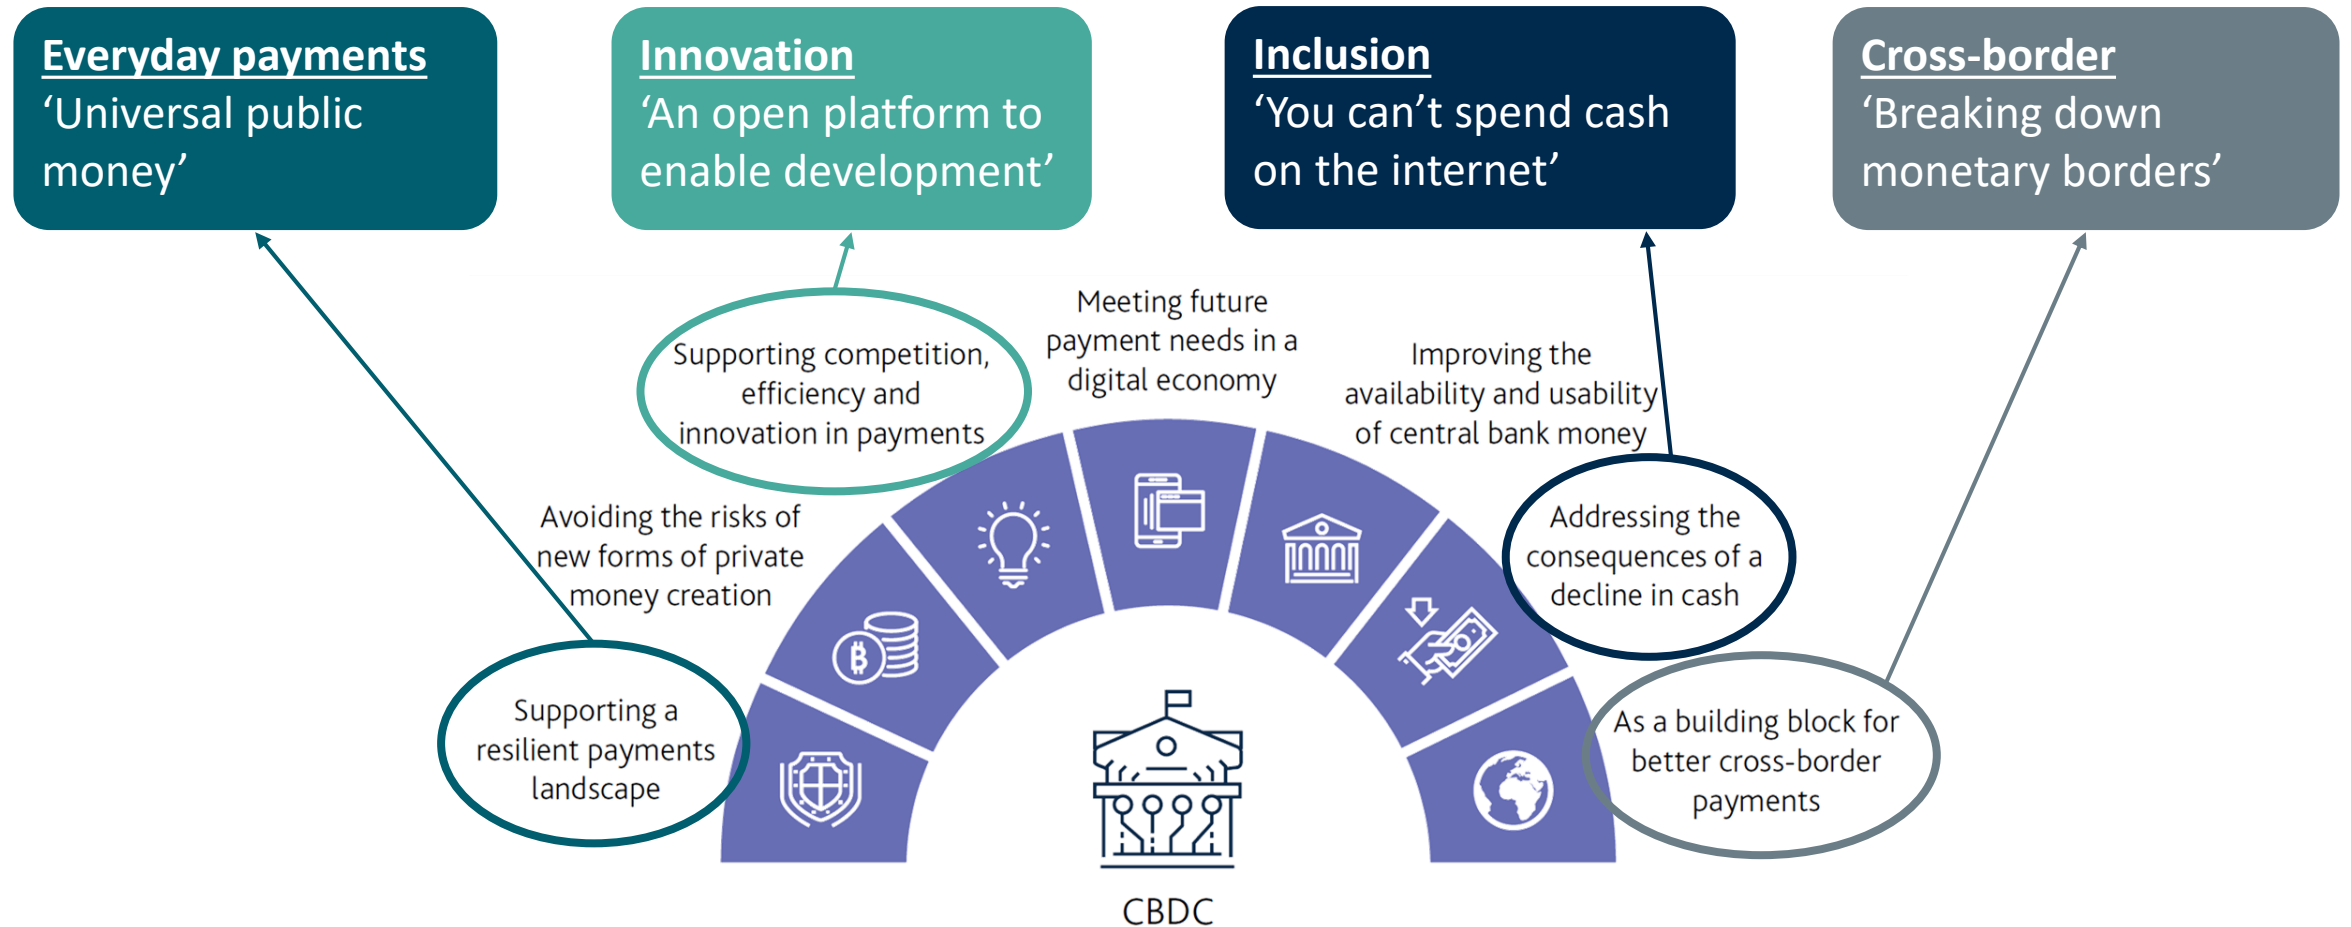 Everyday payments
‘Universal public
money’
Innovation
‘An open platform to
enable development’
Inclusion
‘You can’t spend cash
on the internet’
Cross-border
‘Breaking down
monetary borders’
Supporting a
resilient payments
landscape
Avoiding the risks of
new forms of private
money creation
Supporting competition,
efficiency and
innovation in payments
Meeting future
payment needs in a
digital economy
Improving the
availability and usability
of central bank money
Addressing the
consequences of a
decline in cash
As a building block for
better cross-border
payments
CBDC